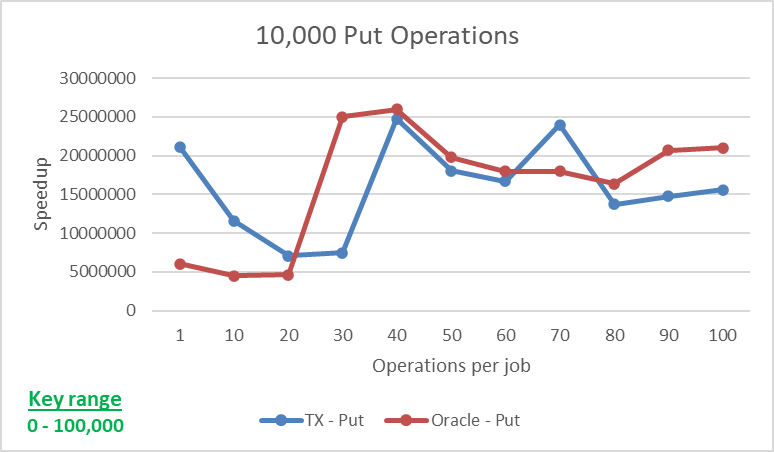 10,000 Put Operations
30000000
25000000
20000000
15000000
10000000
5000000
0
Speedup
1 10 20 30 40 50 60 70 80 90 100
Operations per job
Key range
0 - 100,000
TX - Put Oracle - Put